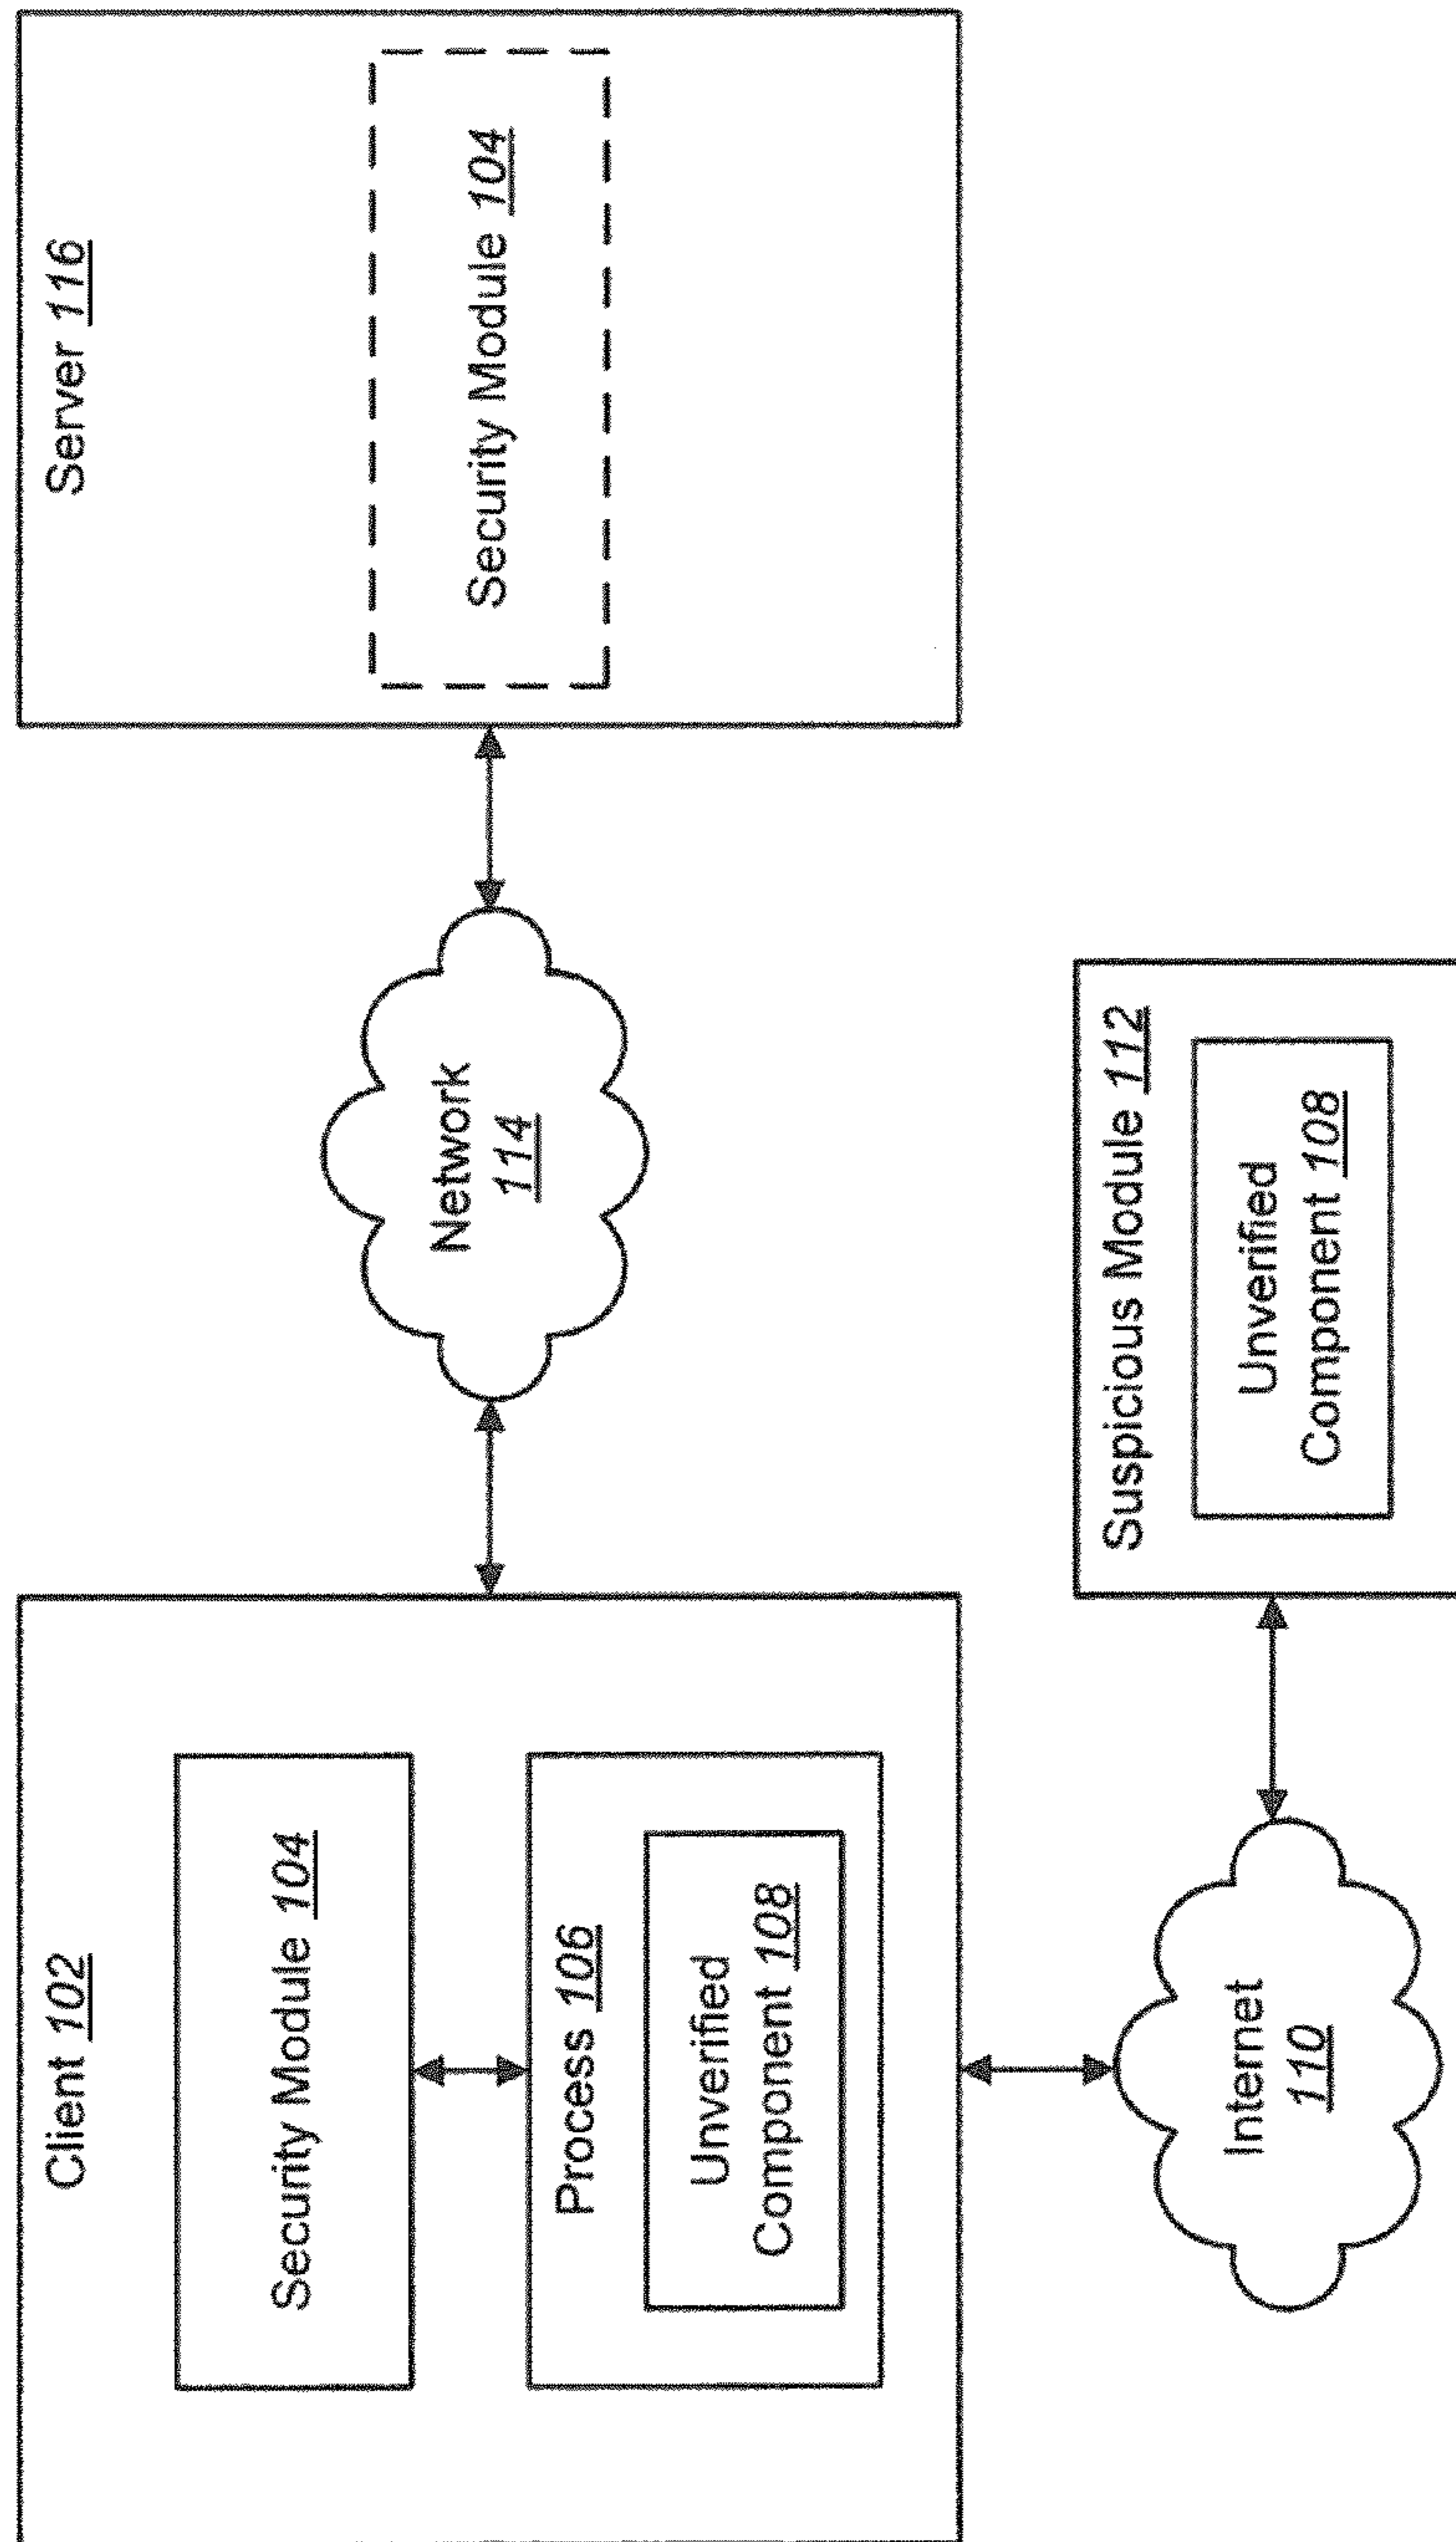 Client 102
Security Module 104
Process 106
Unverified
Component 108
Network
114
Server 116
Security Module 104
Internet
110
Suspicious Module 112
Unverified
Component 108